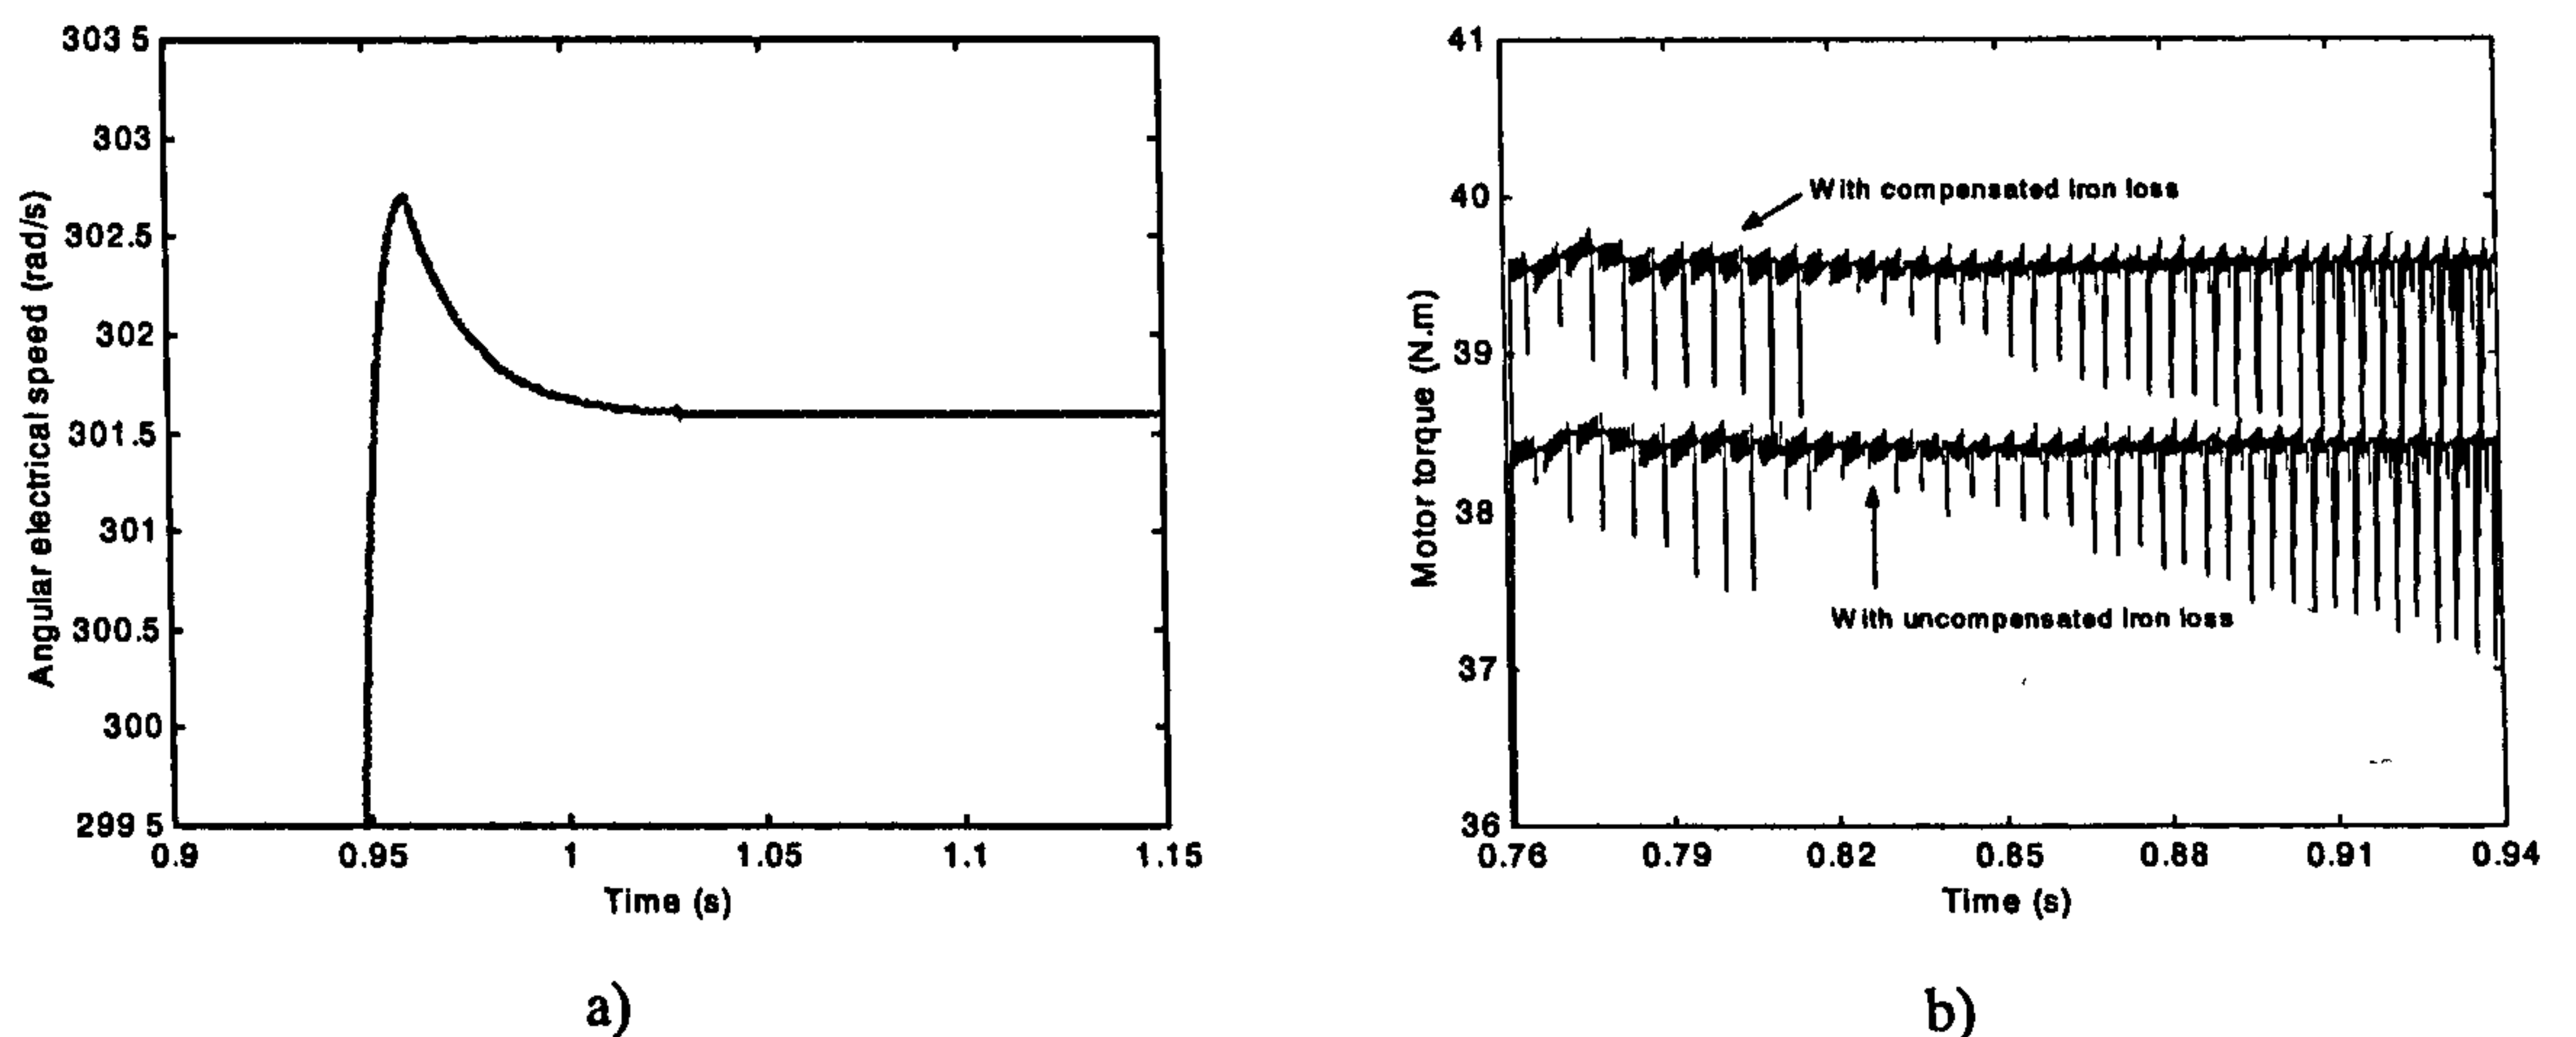 303 5
303
302.5
302
301.5
301
300.5
300
299 5
Angular electrical speed (rad/s)
0.9 0.95 1 1.05 1.1 1.15
Time (s)
a)
41
40
39
38
37
36
Motor torque (N.m)
With compensated iron loss
With uncompensated iron loss
0.76 0.79 0.82 0.85 0.88 0.91 0.94
Time (s)
b)